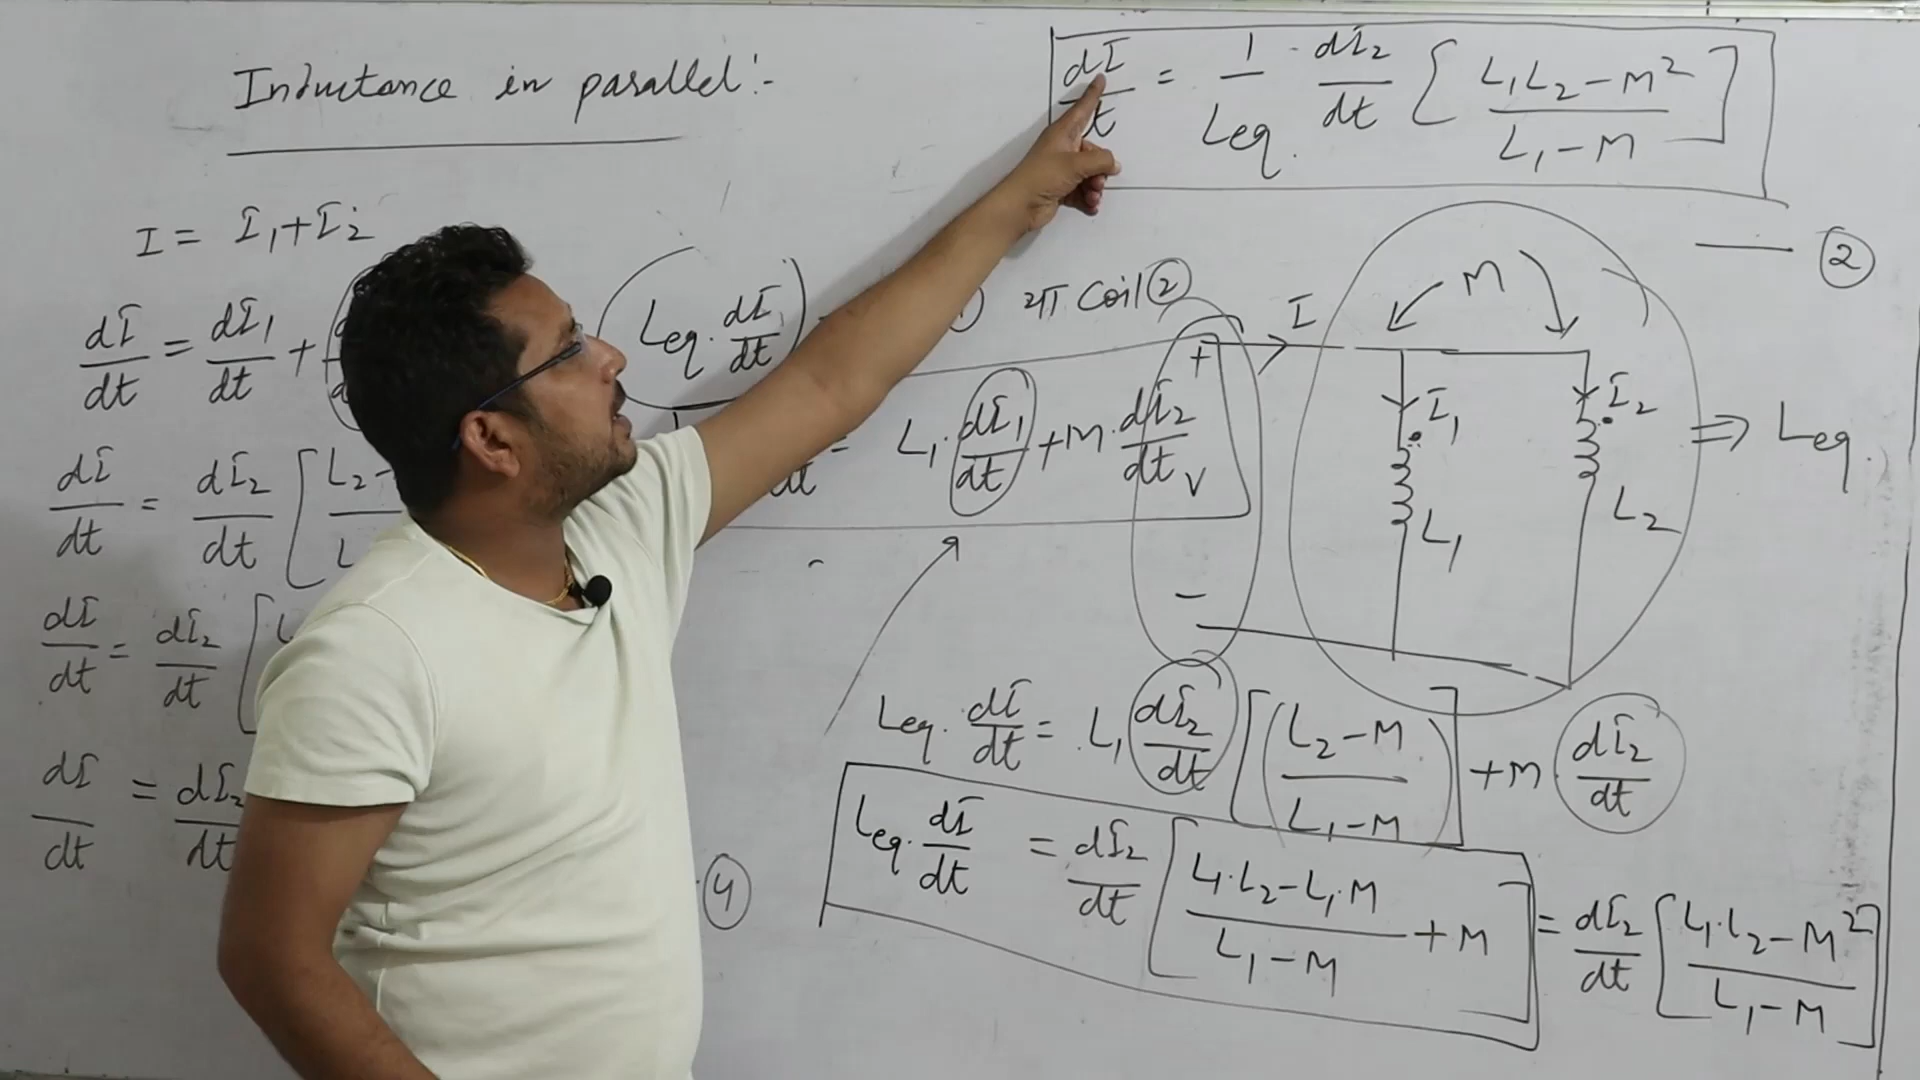 Inductance in parallel:-
I = I₁+I₂
dI/dt = dI₁/dt +
dI/dt = dI₂/dt [ L₂-
dI/dt = dI₂/dt [ L
dI/dt = dI₂/dt
4
dI/dt = 1/Leq. · dI₂/dt [ L₁L₂-M²/L₁-M ]
2
Leq. dI₁/dt
Coil 2
L₁. dI₁/dt +M. dI₂/dt
+
V
-
I
M
I₁
I₂
L₁
L₂
⇒ Leq.
Leq. dI/dt = L₁ dI₂/dt [ (L₂-M/L₁-M) ] +M dI₂/dt
Leq. dI/dt = dI₂/dt [ L₁.L₂-L₁.M/L₁-M +M ] = dI₂/dt [ L₁.L₂-M²/L₁-M ]